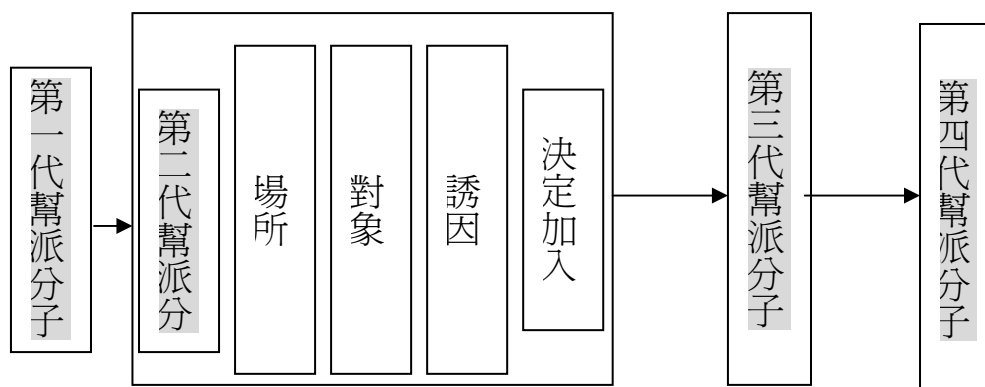 第一代幫派分子
第二代幫派分
場所
對象
誘因
決定加入
第三代幫派分子
第四代幫派分子